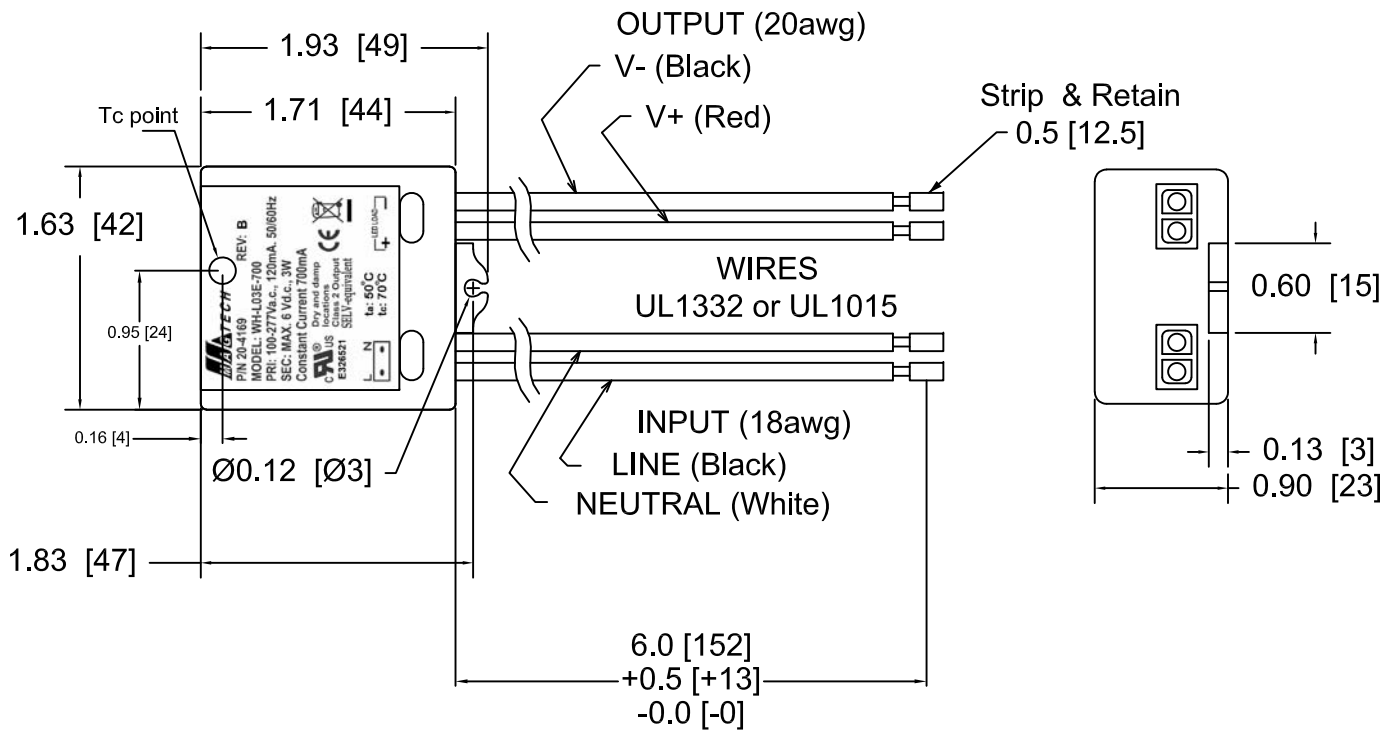 OUTPUT (20awg)
1.93 [49]
V- (Black)
Strip & Retain
0.5 [12.5]
1.71 [44]
V+ (Red)
Tc point
1.63 [42]
0.95 [24]
0.16 [4]
MAGTECH
P/N 20-4169 REV: B
MODEL: WH-L03E-700
PRI: 100-277Va.c., 120mA. 50/60Hz
SEC: MAX. 6 Vd.c., 3W
Constant Current 700mA
C US ®
E326521
Dry and damp
locations
Class 2 Output
SELV-equivalent
CE
L N
ta: 50°C
tc: 70°C
LED LOAD
+
WIRES
UL1332 or UL1015
0.60 [15]
INPUT (18awg)
LINE (Black)
NEUTRAL (White)
Ø0.12 [Ø3]
0.13 [3]
0.90 [23]
1.83 [47]
6.0 [152]
+0.5 [+13]
-0.0 [-0]